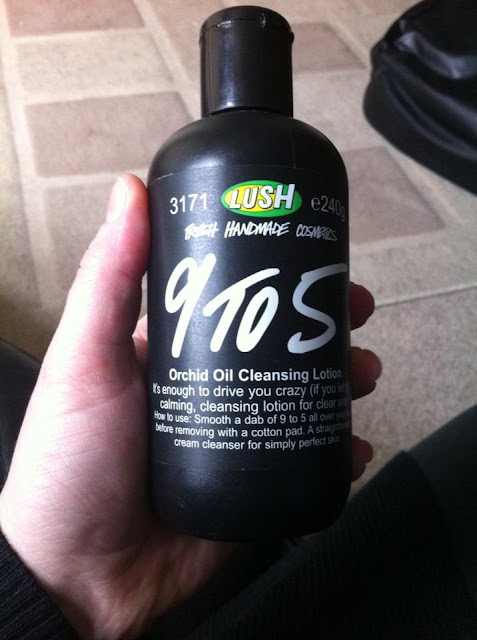 3171 LUSH e240g
FRESH HANDMADE COSMETICS
9 TO 5
Orchid Oil Cleansing Lotion.
It's enough to drive you crazy (if you let
calming, cleansing lotion for clear
How to use: Smooth a dab of 9 to 5 all over
before removing with a cotton pad. A
cream cleanser for simply perfect skin